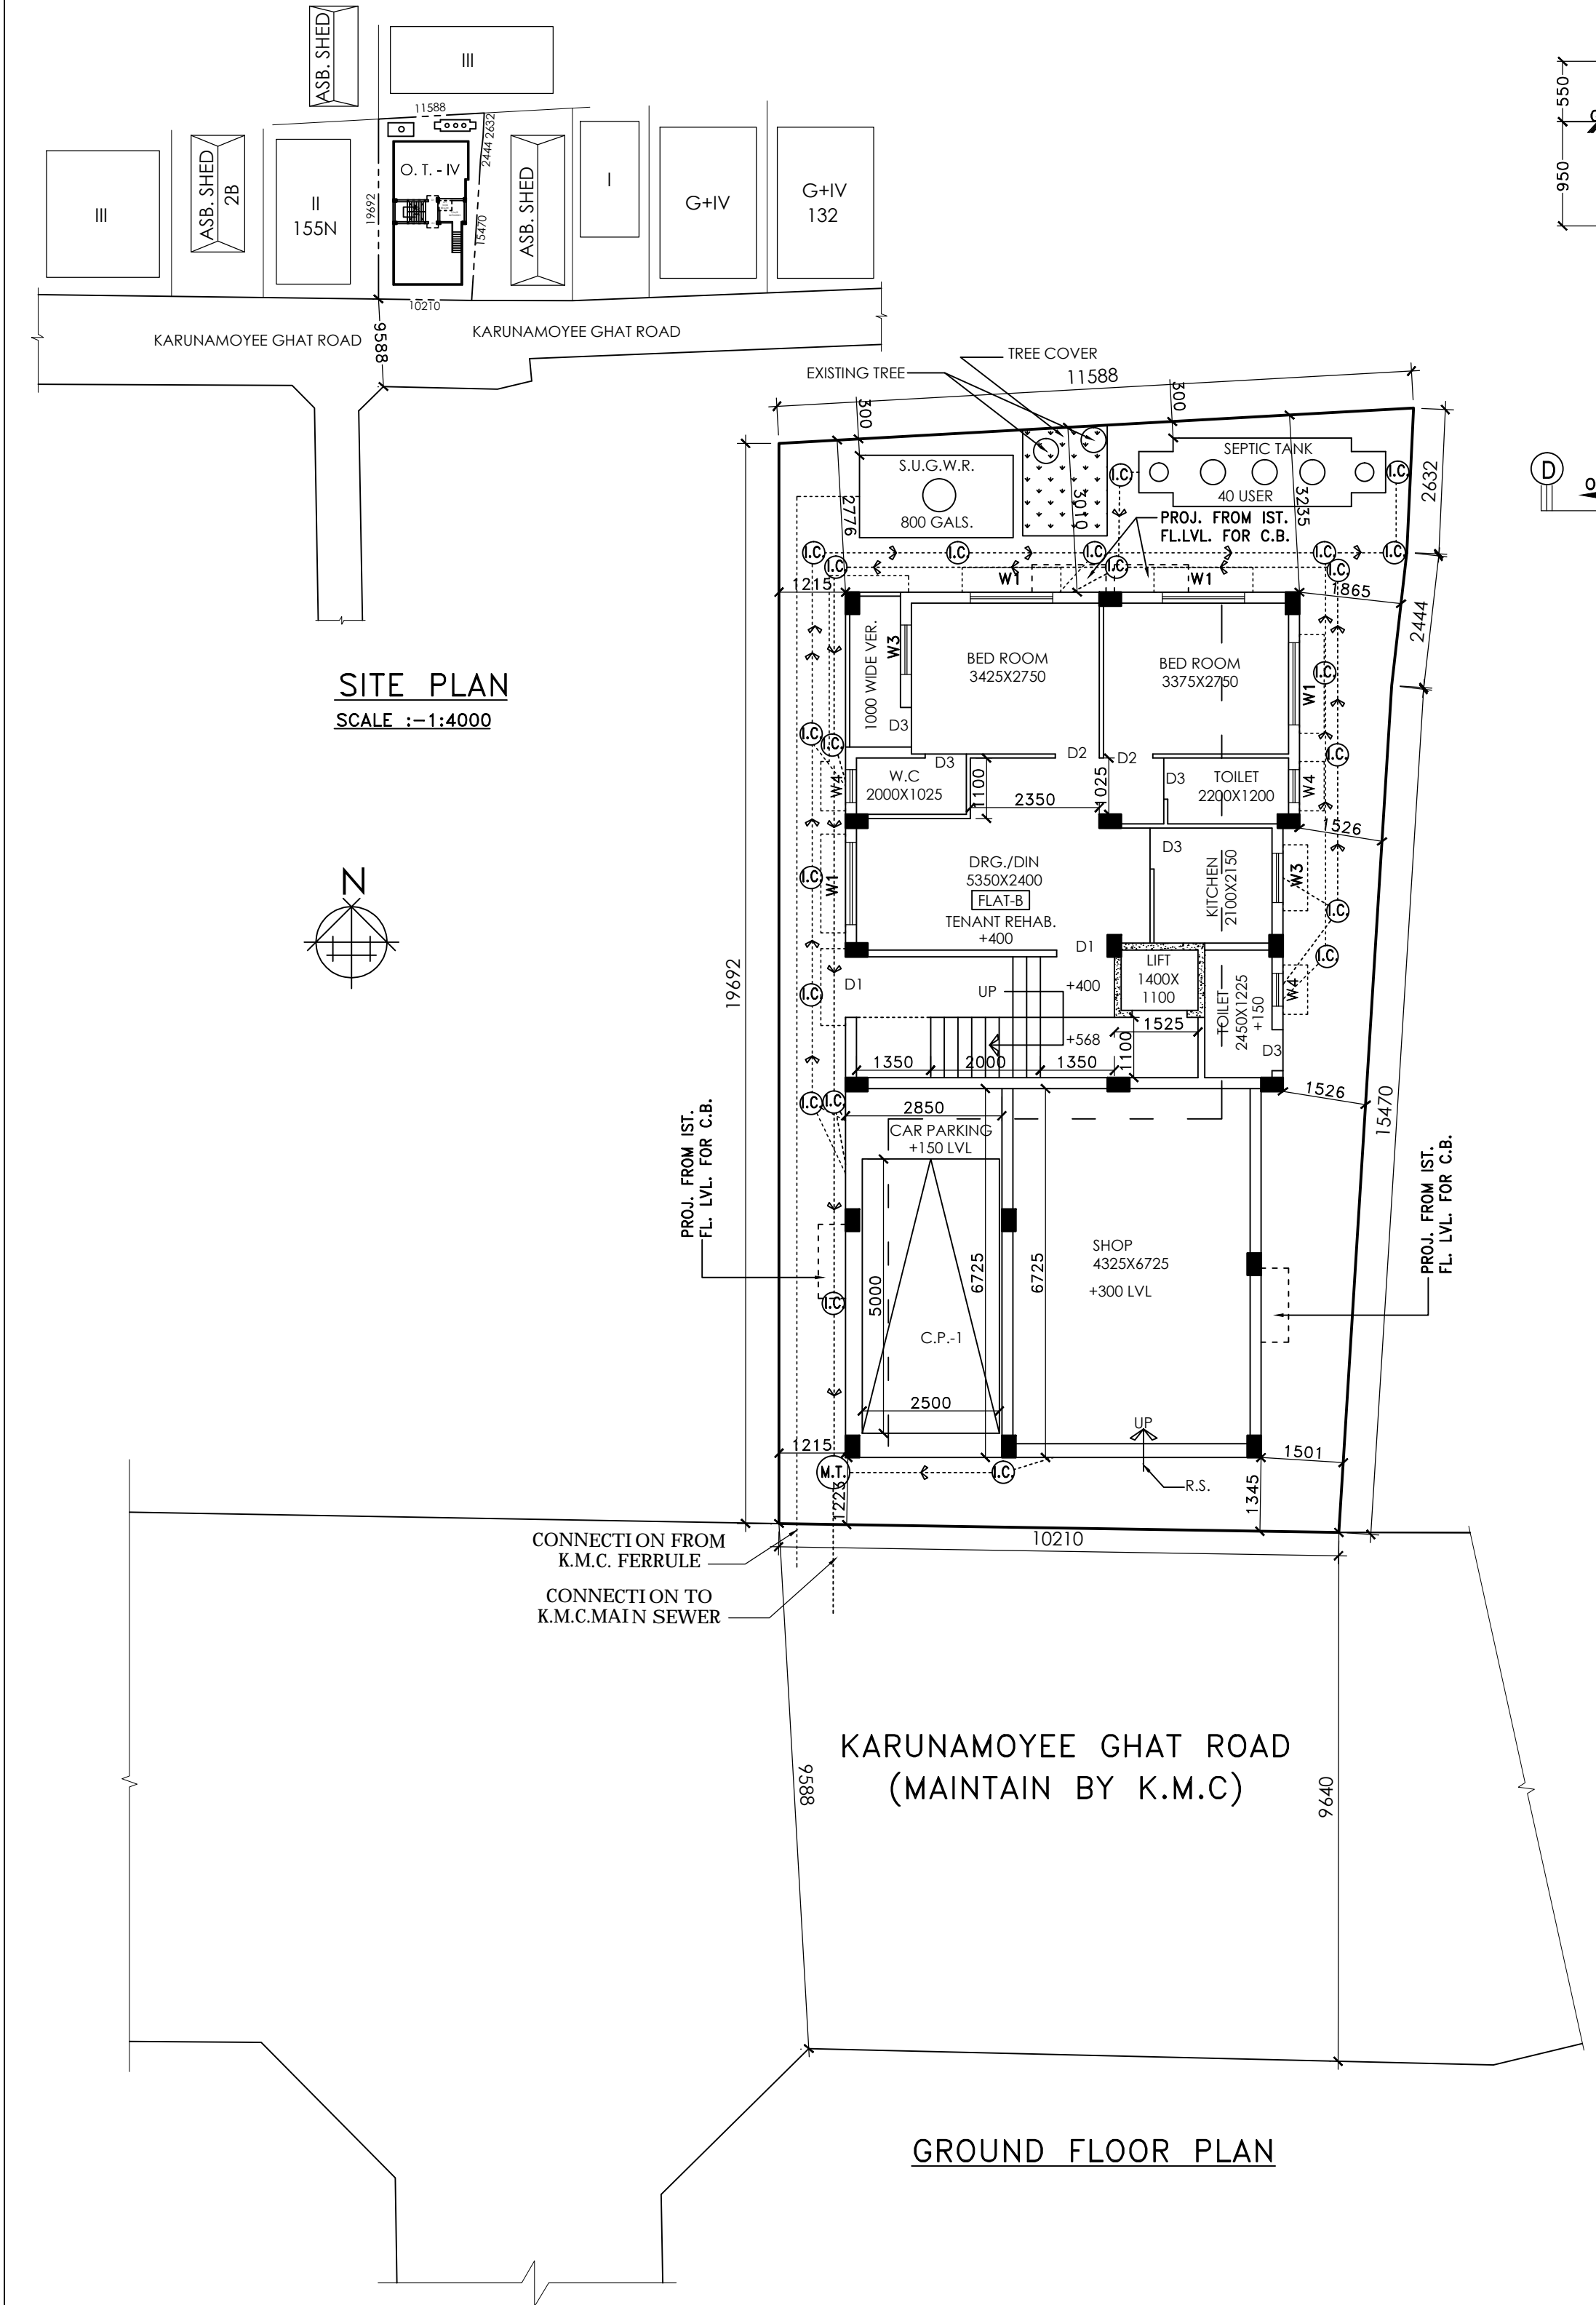 ASB. SHED
III
11588
2444
2632
O. T. - IV
19692
15470
10210
III
ASB. SHED
2B
II
155N
ASB. SHED
I
G+IV
G+IV
132
KARUNAMOYEE GHAT ROAD
9588
KARUNAMOYEE GHAT ROAD
550
950
D
SITE PLAN
SCALE :-1:4000
N
TREE COVER
EXISTING TREE
11588
300
300
S.U.G.W.R.
800 GALS.
SEPTIC TANK
40 USER
I.C.
I.C.
2632
2776
3010
3235
PROJ. FROM IST.
FL.LVL. FOR C.B.
I.C.
I.C.
I.C.
I.C.
I.C.
I.C.
I.C.
I.C.
W1
W1
1215
1865
2444
1000 WIDE VER.
W3
D3
BED ROOM
3425X2750
BED ROOM
3375X2750
I.C.
W1
I.C.
I.C.
I.C.
D3
D2
D2
W4
W.C
2000X1025
1100
2350
1025
D3
TOILET
2200X1200
W4
1526
I.C.
W1
DRG./DIN
5350X2400
FLAT-B
TENANT REHAB.
+400
D3
KITCHEN
2100X2150
W3
I.C.
D1
I.C.
19692
I.C.
D1
UP
+400
LIFT
1400X
1100
TOILET
2450X1225
+150
W4
+568
1525
1100
D3
1350
2000
1350
1526
15470
I.C.
I.C.
2850
CAR PARKING
+150 LVL
PROJ. FROM IST.
FL. LVL. FOR C.B.
PROJ. FROM IST.
FL. LVL. FOR C.B.
5000
6725
6725
SHOP
4325X6725
+300 LVL
I.C.
C.P.-1
2500
UP
1215
1501
M.T.
I.C.
R.S.
1223
1345
CONNECTION FROM
K.M.C. FERRULE
10210
CONNECTION TO
K.M.C.MAIN SEWER
KARUNAMOYEE GHAT ROAD
(MAINTAIN BY K.M.C)
9588
9640
GROUND FLOOR PLAN